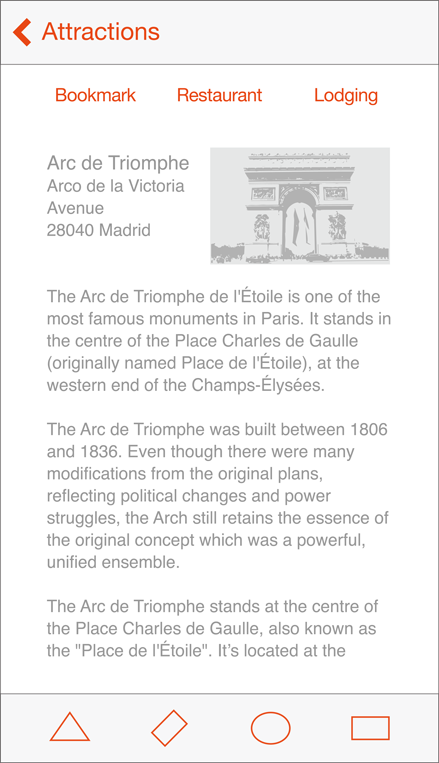 Attractions
Bookmark Restaurant Lodging
Arc de Triomphe
Arco de la Victoria
Avenue
28040 Madrid
The Arc de Triomphe de l'Étoile is one of the
most famous monuments in Paris. It stands in
the centre of the Place Charles de Gaulle
(originally named Place de l'Étoile), at the
western end of the Champs-Élysées.
The Arc de Triomphe was built between 1806
and 1836. Even though there were many
modifications from the original plans,
reflecting political changes and power
struggles, the Arch still retains the essence of
the original concept which was a powerful,
unified ensemble.
The Arc de Triomphe stands at the centre of
the Place Charles de Gaulle, also known as
the "Place de l'Étoile". It’s located at the